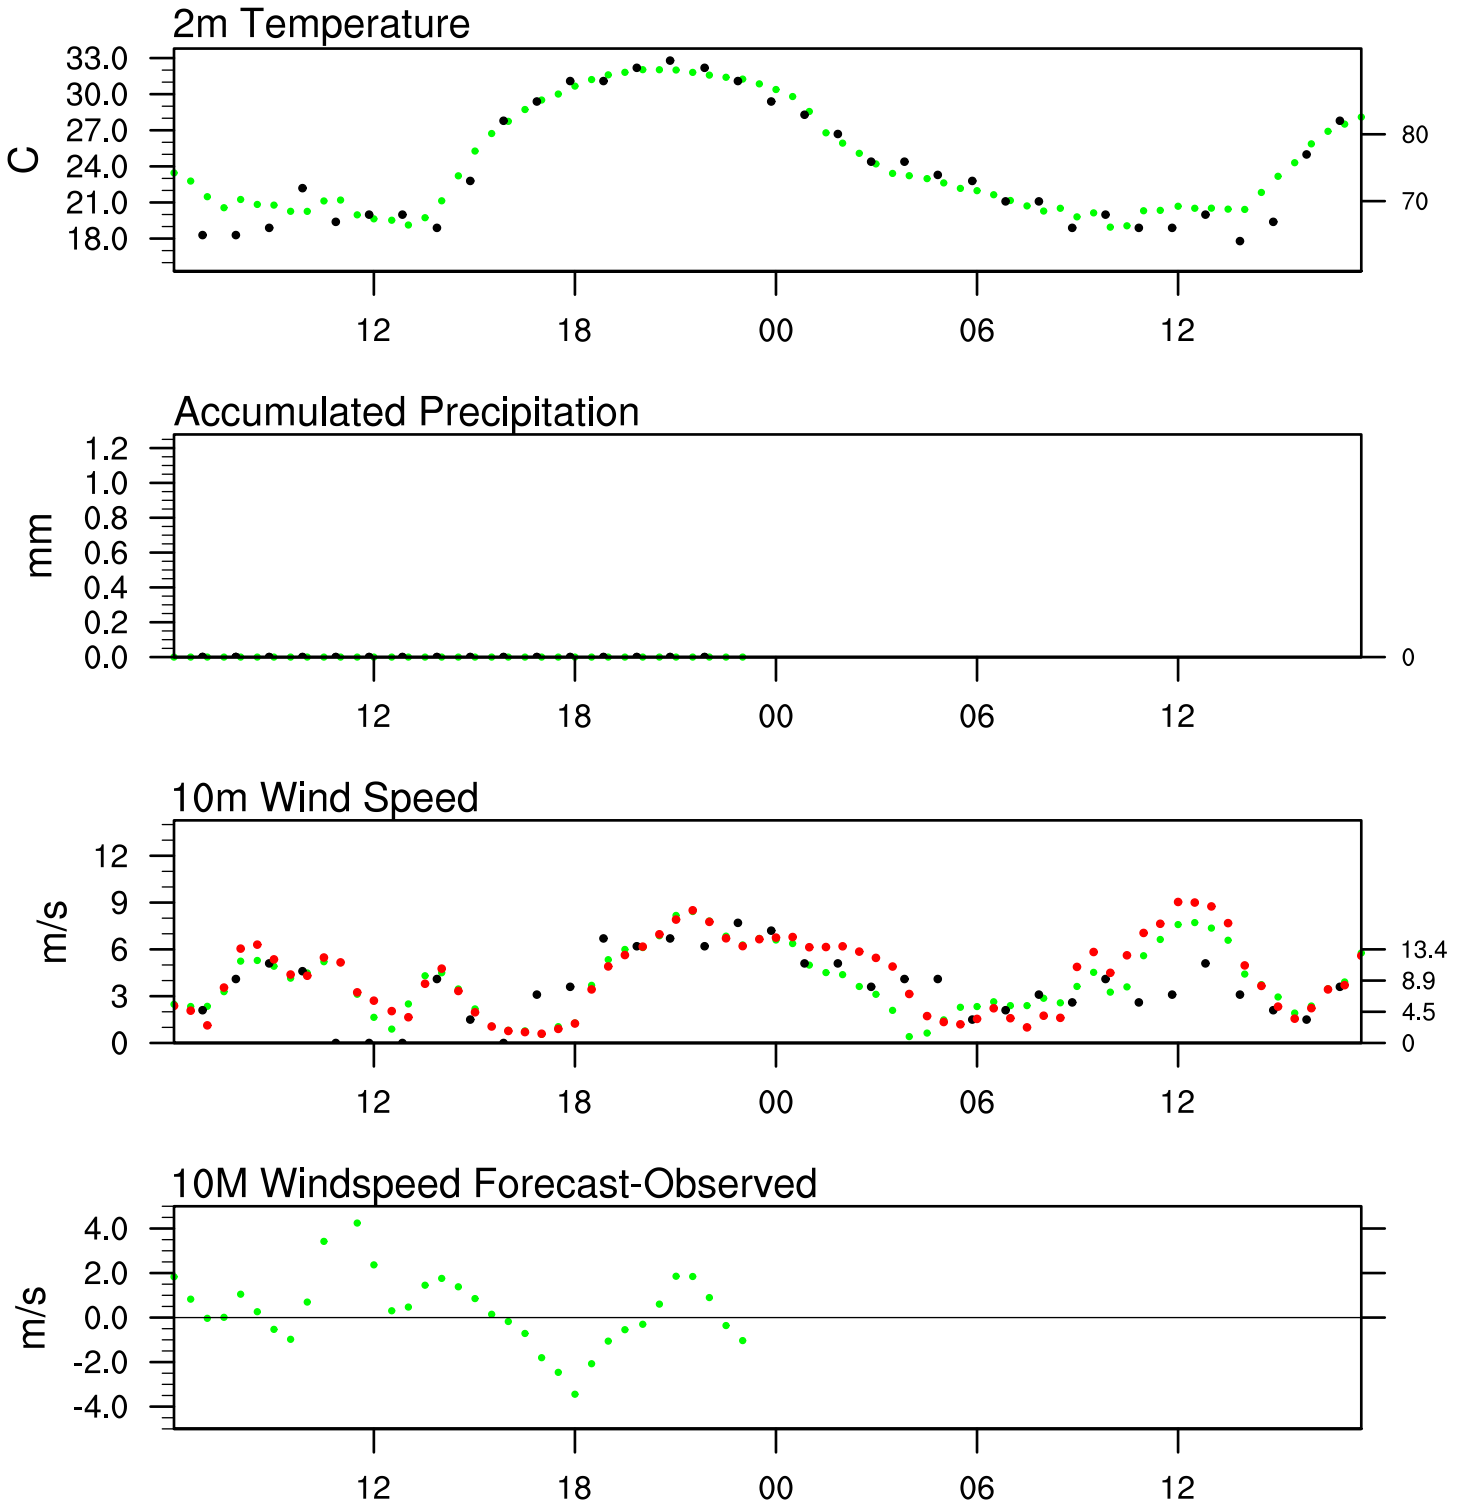 2m Temperature
33.0
30.0
27.0
24.0
21.0
18.0
C
80
70
12 18 00 06 12
Accumulated Precipitation
1.2
1.0
0.8
0.6
0.4
0.2
0.0
mm
0
12 18 00 06 12
10m Wind Speed
12
9
6
3
0
m/s
13.4
8.9
4.5
0
12 18 00 06 12
10M Windspeed Forecast-Observed
4.0
2.0
0.0
-2.0
-4.0
m/s
12 18 00 06 12